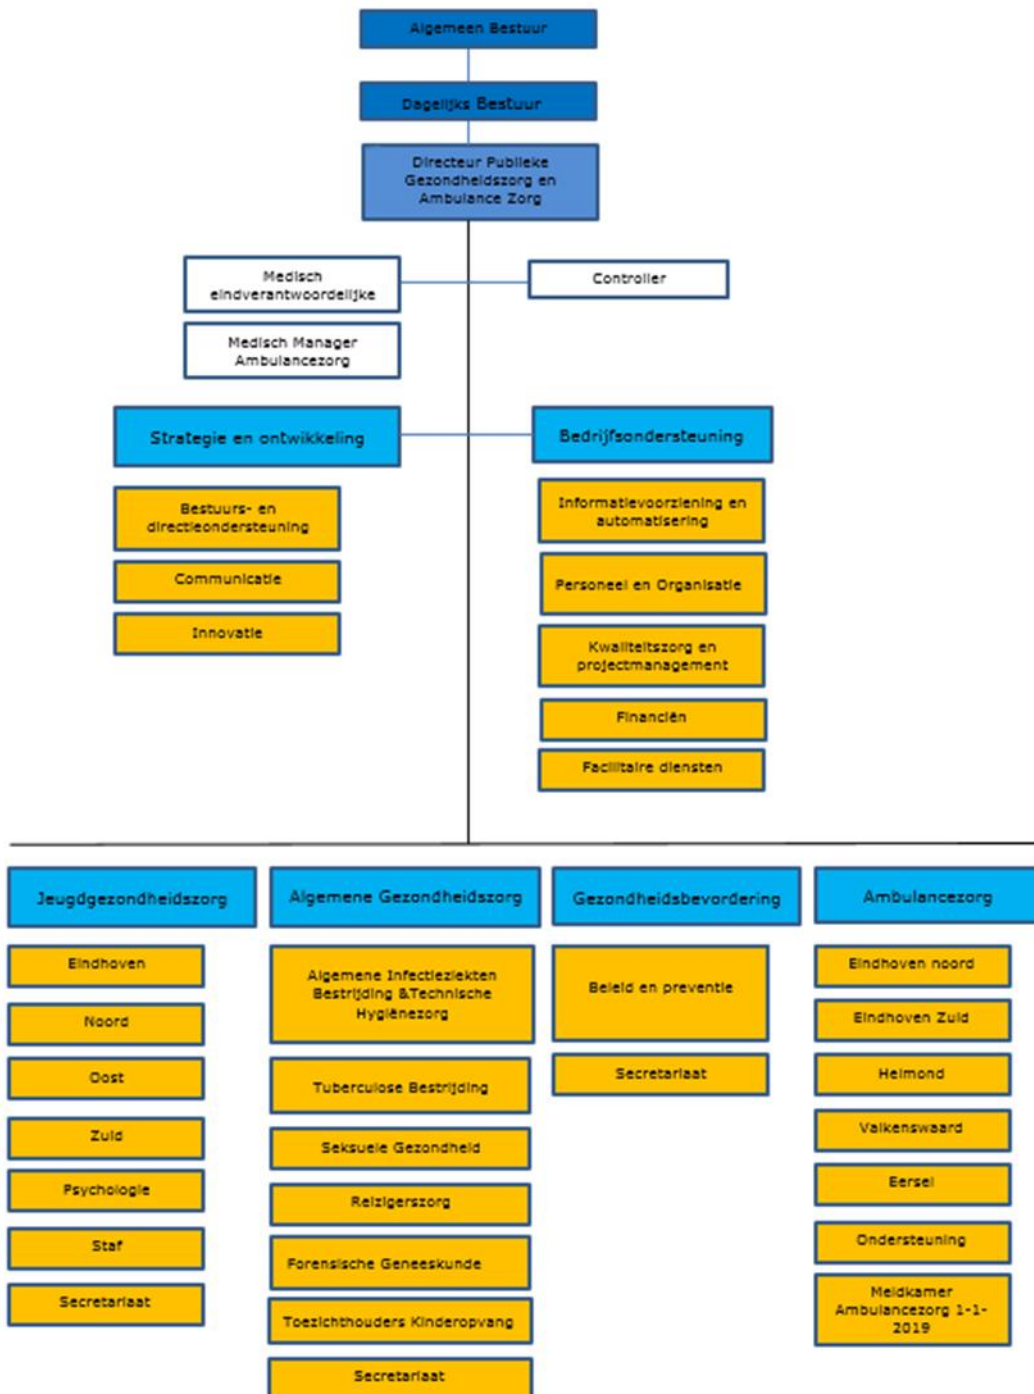 Algemeen Bestuur
Dagelijks Bestuur
Directeur Publieke
Gezondheidszorg en
Ambulance Zorg
Medisch
eindverantwoordelijke
Controller
Medisch Manager
Ambulancezorg
Strategie en ontwikkeling
Bedrijfsondersteuning
Bestuurs- en
directieondersteuning
Communicatie
Innovatie
Informatievoorziening en
automatisering
Personeel en Organisatie
Kwaliteitszorg en
projectmanagement
Financiën
Facilitaire diensten
Jeugdgezondheidszorg
Eindhoven
Noord
Oost
Zuid
Psychologie
Staf
Secretariaat
Algemene Gezondheidszorg
Algemene Infectieziekten
Bestrijding &Technische
Hygiënezorg
Tuberculose Bestrijding
Seksuele Gezondheid
Reizigerszorg
Forensische Geneeskunde
Toezichthouders Kinderopvang
Secretariaat
Gezondheidsbevordering
Beleid en preventie
Secretariaat
Ambulancezorg
Eindhoven noord
Eindhoven Zuid
Helmond
Valkenswaard
Eersel
Ondersteuning
Meldkamer
Ambulancezorg 1-1-
2019